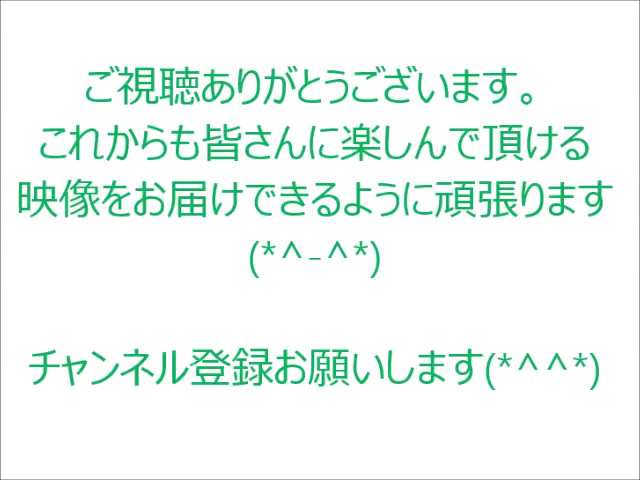 ご視聴ありがとうございます。
これからも皆さんに楽しんで頂ける
映像をお届けできるように頑張ります
(*^-^*)
チャンネル登録お願いします(*^^*)